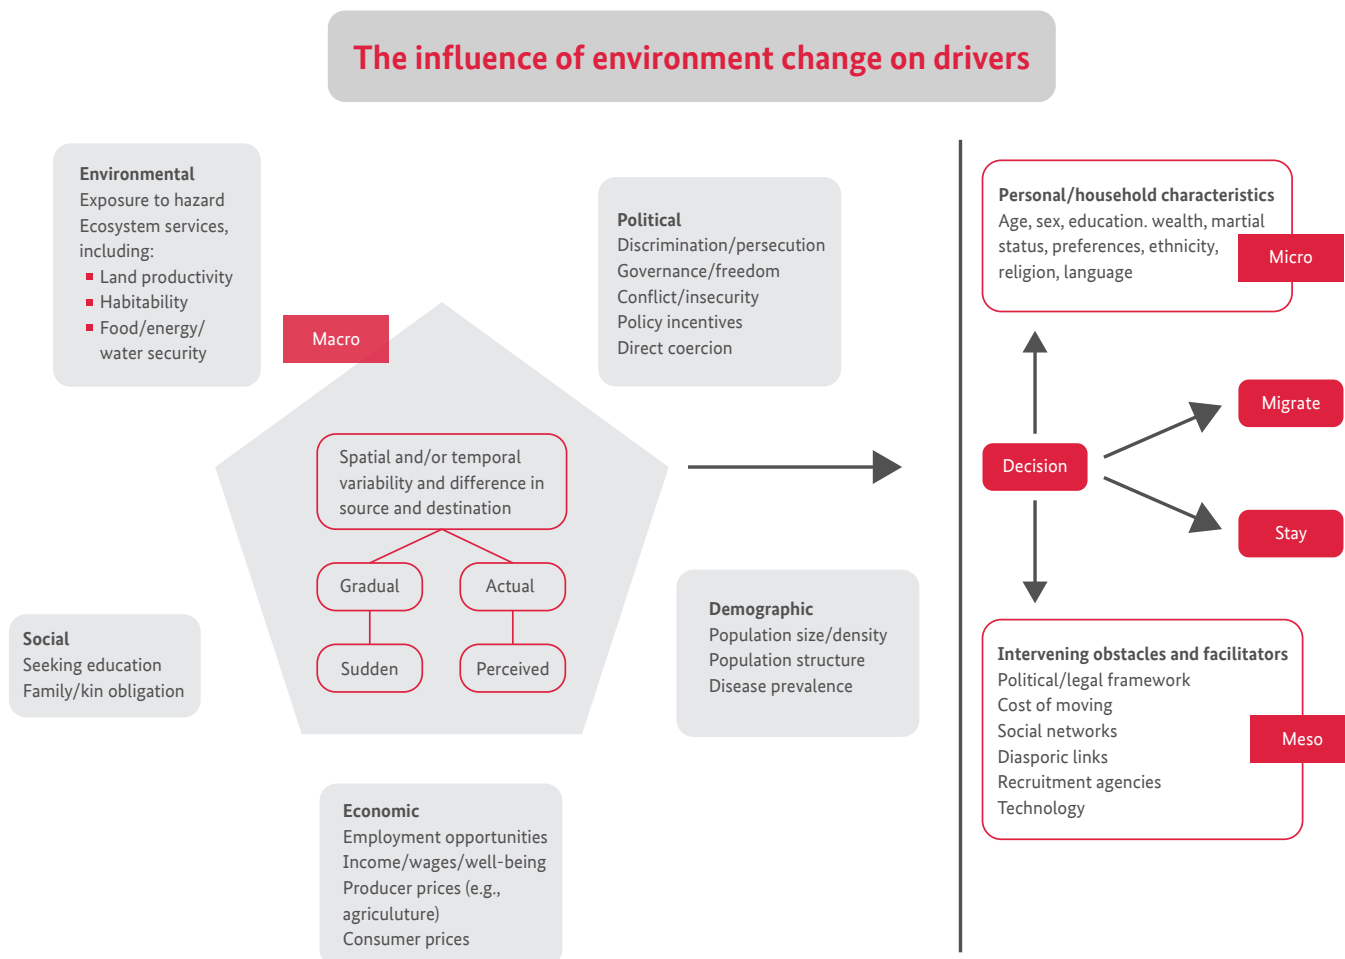 The influence of environment change on drivers
Environmental
Exposure to hazard
Ecosystem services,
including:
Land productivity
Habitability
Food/energy/
water security
Macro
Political
Discrimination/persecution
Governance/freedom
Conflict/insecurity
Policy incentives
Direct coercion
Spatial and/or temporal
variability and difference in
source and destination
Gradual
Actual
Sudden
Perceived
Social
Seeking education
Family/kin obligation
Demographic
Population size/density
Population structure
Disease prevalence
Economic
Employment opportunities
Income/wages/well-being
Producer prices (e.g.,
agriculuture)
Consumer prices
Personal/household characteristics
Age, sex, education. wealth, martial
status, preferences, ethnicity,
religion, language
Micro
Migrate
Decision
Stay
Intervening obstacles and facilitators
Political/legal framework
Cost of moving
Social networks
Diasporic links
Recruitment agencies
Technology
Meso